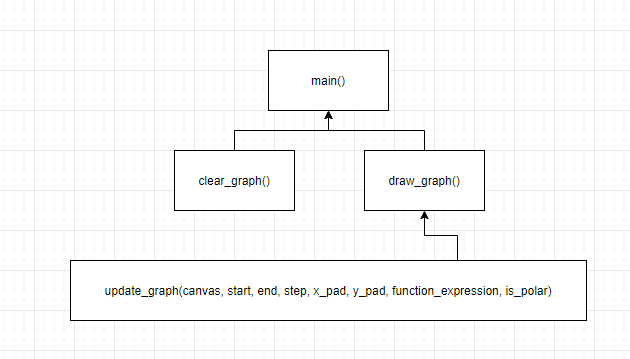 main()
clear_graph()
draw_graph()
update_graph(canvas, start, end, step, x_pad, y_pad, function_expression, is_polar)